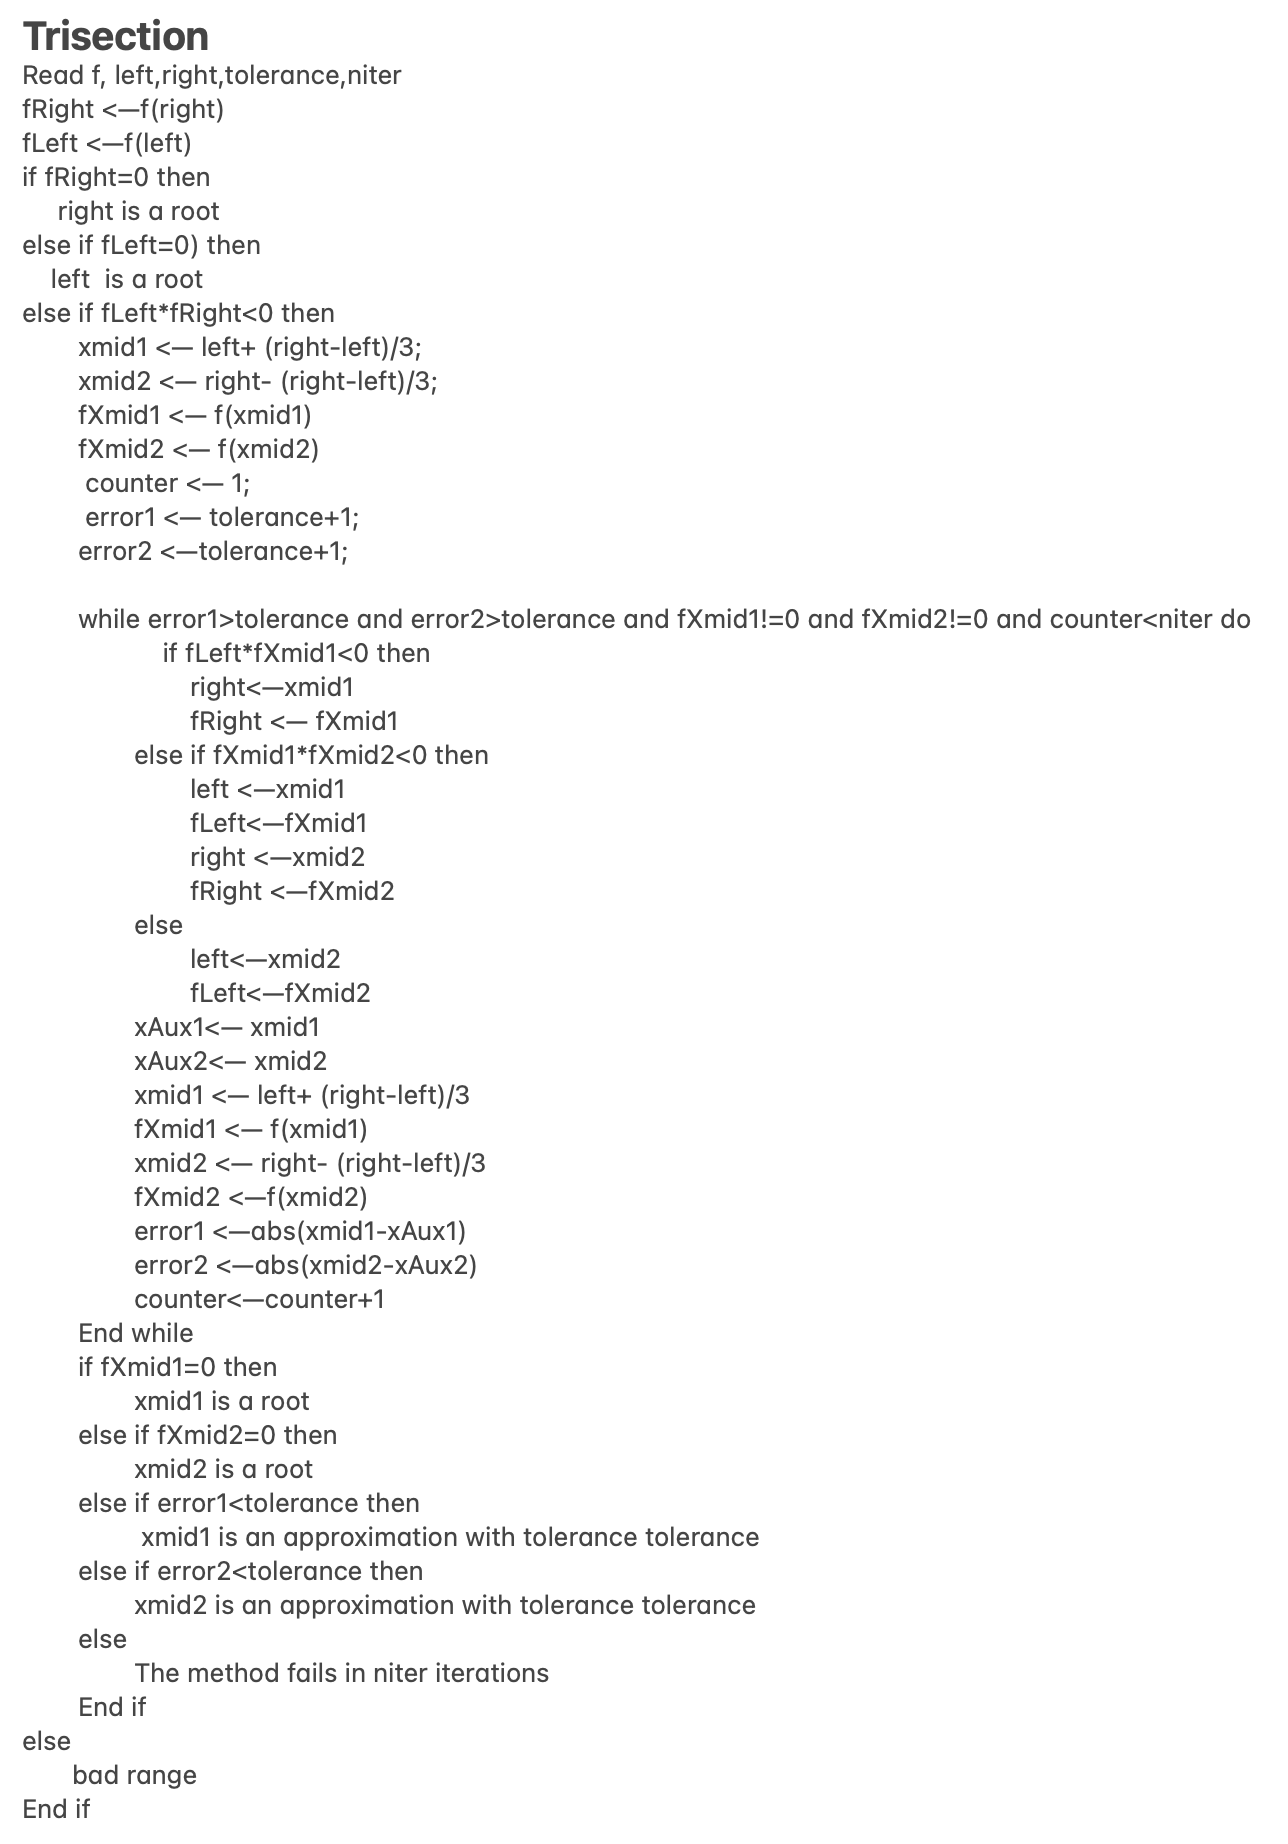 Trisection
Read f, left,right,tolerance,niter
fRight <—f(right)
fLeft <—f(left)
if fRight=0 then
right is a root
else if fLeft=0) then
left  is a root
else if fLeft*fRight<0 then
xmid1 <— left+ (right-left)/3;
xmid2 <— right- (right-left)/3;
fXmid1 <— f(xmid1)
fXmid2 <— f(xmid2)
counter <— 1;
error1 <— tolerance+1;
error2 <—tolerance+1;
while error1>tolerance and error2>tolerance and fXmid1!=0 and fXmid2!=0 and counter<niter do
if fLeft*fXmid1<0 then
right<—xmid1
fRight <— fXmid1
else if fXmid1*fXmid2<0 then
left <—xmid1
fLeft<—fXmid1
right <—xmid2
fRight <—fXmid2
else
left<—xmid2
fLeft<—fXmid2
xAux1<— xmid1
xAux2<— xmid2
xmid1 <— left+ (right-left)/3
fXmid1 <— f(xmid1)
xmid2 <— right- (right-left)/3
fXmid2 <—f(xmid2)
error1 <—abs(xmid1-xAux1)
error2 <—abs(xmid2-xAux2)
counter<—counter+1
End while
if fXmid1=0 then
xmid1 is a root
else if fXmid2=0 then
xmid2 is a root
else if error1<tolerance then
xmid1 is an approximation with tolerance tolerance
else if error2<tolerance then
xmid2 is an approximation with tolerance tolerance
else
The method fails in niter iterations
End if
else
bad range
End if